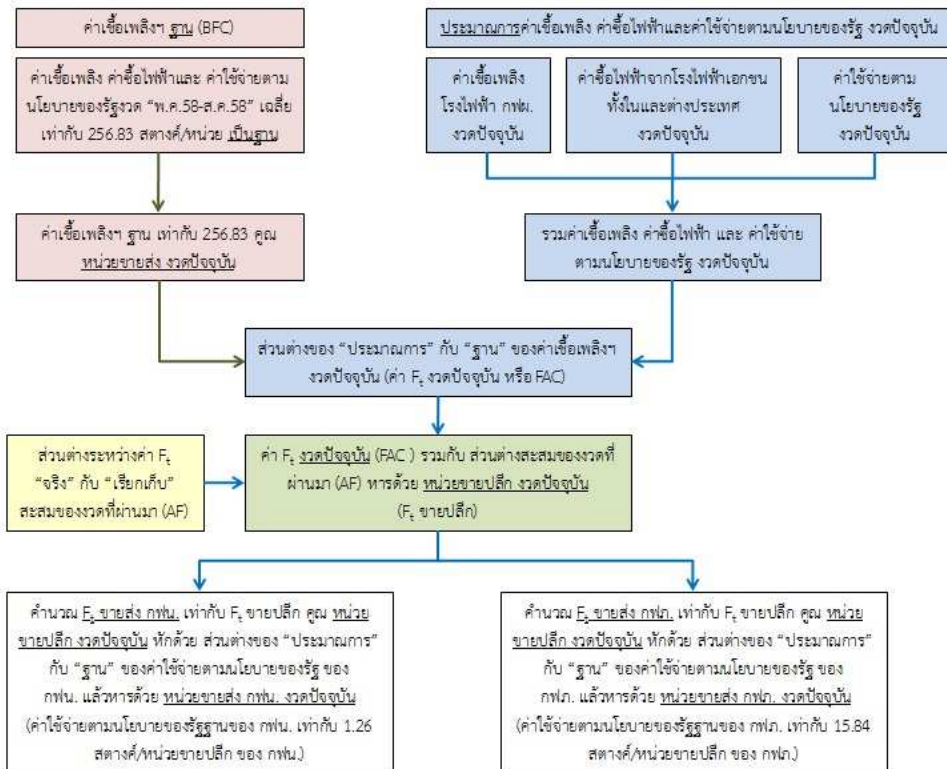 ค่าเชื้อเพลิงฯ ฐาน (BFC)
ค่าเชื้อเพลิง ค่าซื้อไฟฟ้าและ ค่าใช้จ่ายตาม
นโยบายของรัฐงวด “พ.ค.58-ส.ค.58” เฉลี่ย
เท่ากับ 256.83 สตางค์/หน่วย เป็นฐาน
ค่าเชื้อเพลิงฯ ฐาน เท่ากับ 256.83 คูณ
หน่วยขายส่ง งวดปัจจุบัน
ประมาณการค่าเชื้อเพลิง ค่าซื้อไฟฟ้าและค่าใช้จ่ายตามนโยบายของรัฐ งวดปัจจุบัน
ค่าเชื้อเพลิง
โรงไฟฟ้า กฟผ.
งวดปัจจุบัน
ค่าซื้อไฟฟ้าจากโรงไฟฟ้าเอกชน
ทั้งในและต่างประเทศ
งวดปัจจุบัน
ค่าใช้จ่ายตาม
นโยบายของรัฐ
งวดปัจจุบัน
รวมค่าเชื้อเพลิง ค่าซื้อไฟฟ้า และ ค่าใช้จ่าย
ตามนโยบายของรัฐ งวดปัจจุบัน
ส่วนต่างของ “ประมาณการ” กับ “ฐาน” ของค่าเชื้อเพลิงฯ
งวดปัจจุบัน (ค่า Ft งวดปัจจุบัน หรือ FAC)
ส่วนต่างระหว่างค่า Ft
“จริง” กับ “เรียกเก็บ”
สะสมของงวดที่ผ่านมา (AF)
ค่า Ft งวดปัจจุบัน (FAC ) รวมกับ ส่วนต่างสะสมของงวดที่
ผ่านมา (AF) หารด้วย หน่วยขายปลีก งวดปัจจุบัน
(Ft ขายปลีก)
คำนวณ Ft ขายส่ง กฟน. เท่ากับ Ft ขายปลีก คูณ หน่วย
ขายปลีก งวดปัจจุบัน หักด้วย ส่วนต่างของ “ประมาณการ”
กับ “ฐาน” ของค่าใช้จ่ายตามนโยบายของรัฐ ของ
กฟน. แล้วหารด้วย หน่วยขายส่ง กฟน. งวดปัจจุบัน
(ค่าใช้จ่ายตามนโยบายของรัฐฐานของ กฟน. เท่ากับ 1.26
สตางค์/หน่วยขายปลีก ของ กฟน.)
คำนวณ Ft ขายส่ง กฟภ. เท่ากับ Ft ขายปลีก คูณ หน่วย
ขายปลีก งวดปัจจุบัน หักด้วย ส่วนต่างของ “ประมาณการ”
กับ “ฐาน” ของค่าใช้จ่ายตามนโยบายของรัฐ ของ
กฟภ. แล้วหารด้วย หน่วยขายส่ง กฟภ. งวดปัจจุบัน
(ค่าใช้จ่ายตามนโยบายของรัฐฐานของ กฟภ. เท่ากับ 15.84
สตางค์/หน่วยขายปลีก ของ กฟภ.)